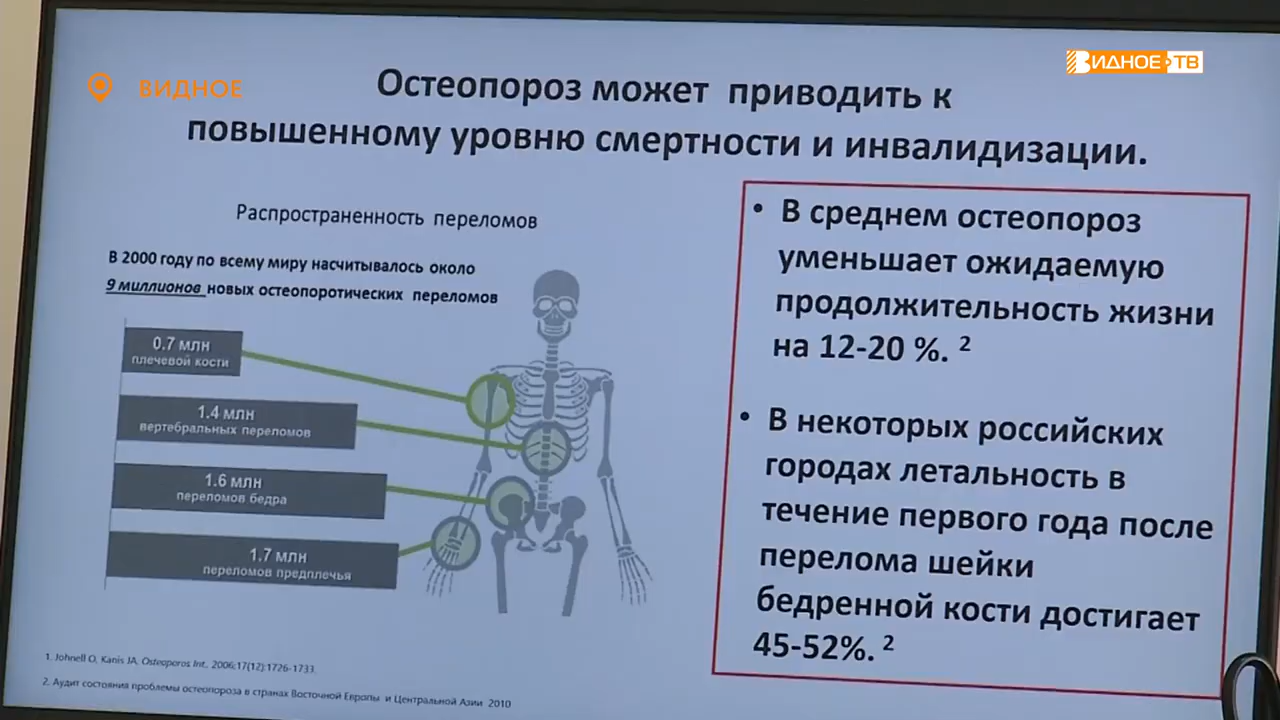 ВИДНОЕ
ВИДНОЕ ТВ
Остеопороз может приводить к
повышенному уровню смертности и инвалидизации.
Распространенность переломов
В 2000 году по всему миру насчитывалось около
9 миллионов новых остеопоротических переломов
0.7 млн
плечевой кости
1.4 млн
вертебральных переломов
1.6 млн
переломов бедра
1.7 млн
переломов предплечья
• В среднем остеопороз
уменьшает ожидаемую
продолжительность жизни
на 12-20 %. 2
• В некоторых российских
городах летальность в
течение первого года после
перелома шейки
бедренной кости достигает
45-52%. 2
1. Johnell O, Kanis JA. Osteoporos Int. 2006;17(12):1726-1733.
2. Аудит состояния проблемы остеопороза в странах Восточной Европы и Центральной Азии 2010